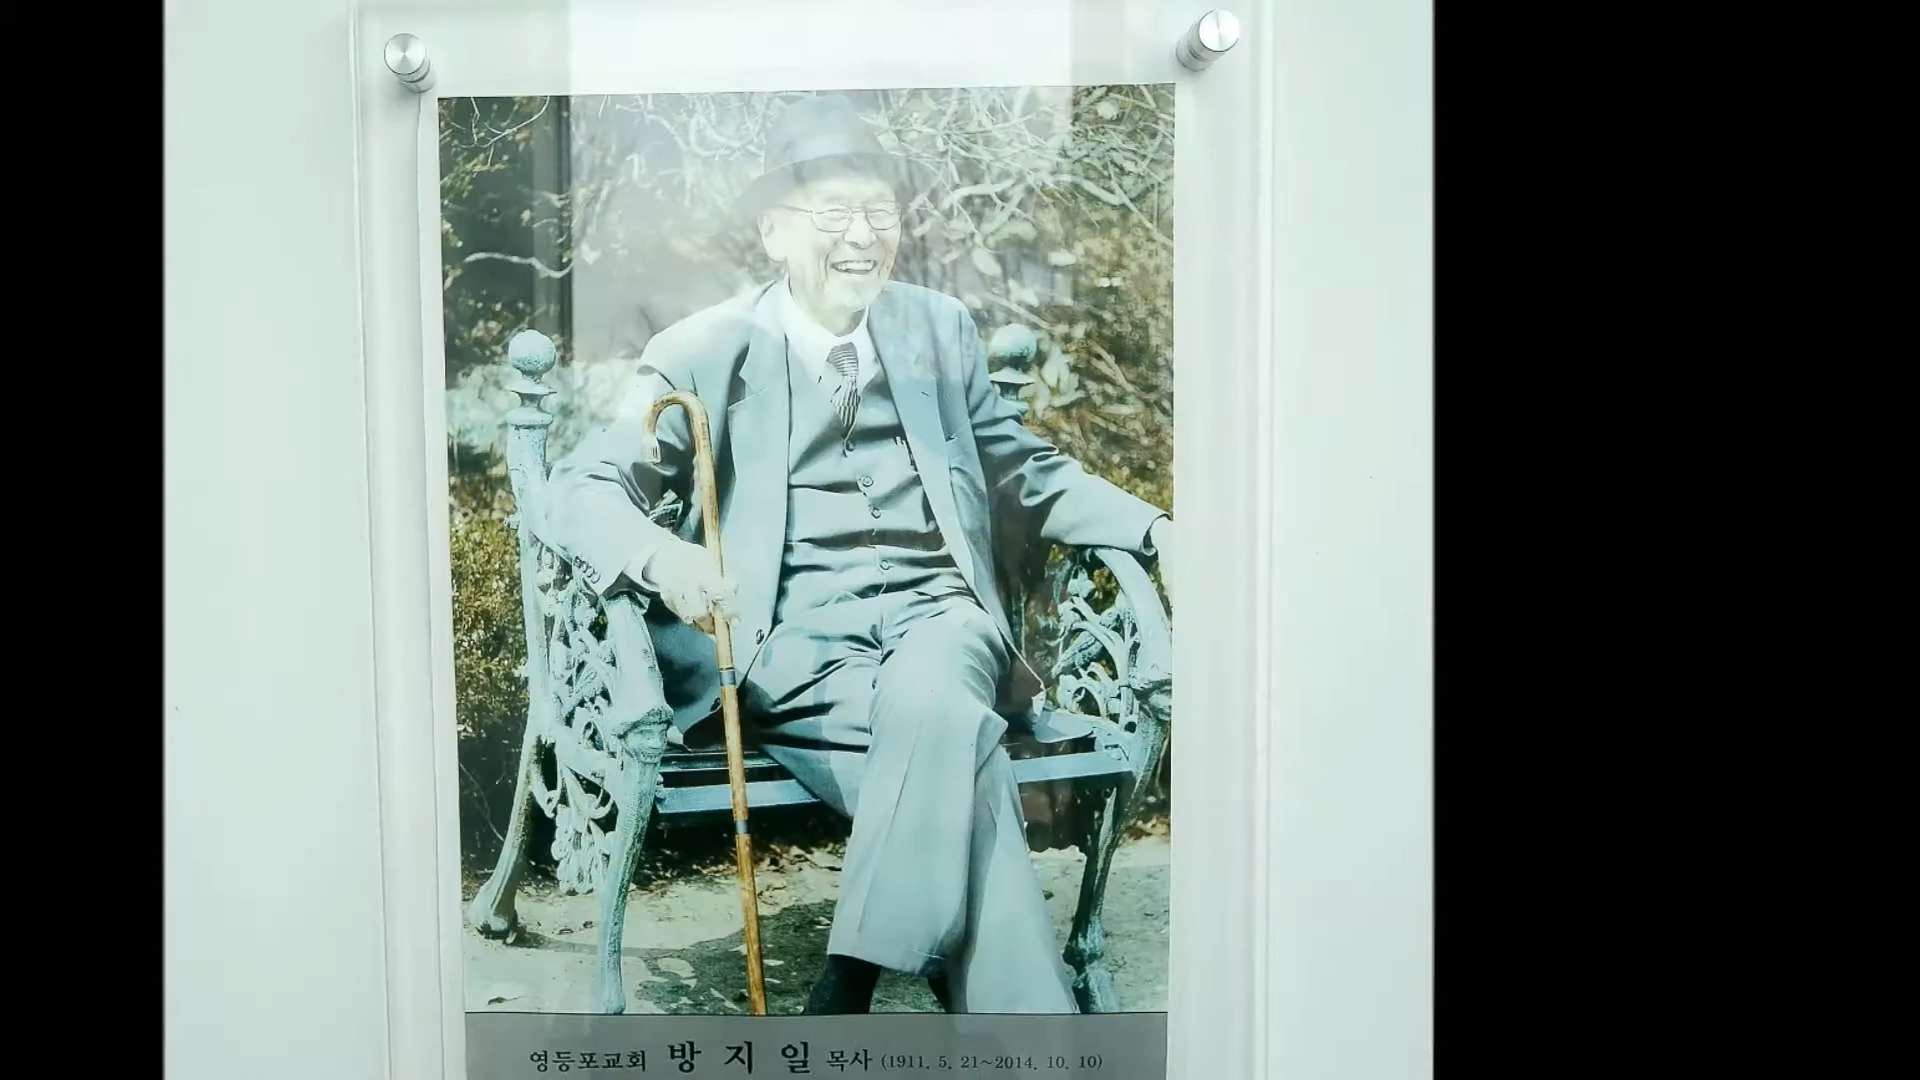 영등포교회 방 지 일 목사 (1911. 5. 21~2014. 10. 10)